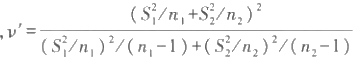 , ν′ = (S₁²/n₁+S₂²/n₂)² / ((S₁²/n₁)²/(n₁−1)+(S₂²/n₂)²/(n₂−1))